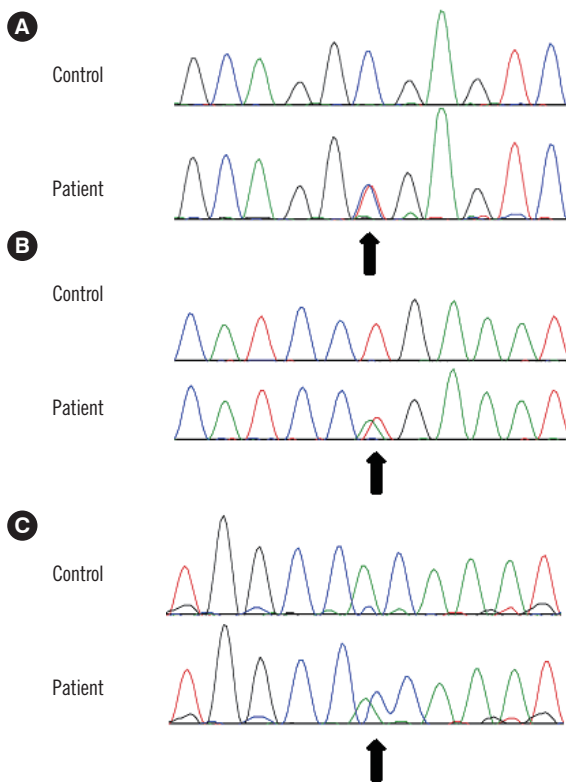 A
Control
Patient
B
Control
Patient
C
Control
Patient